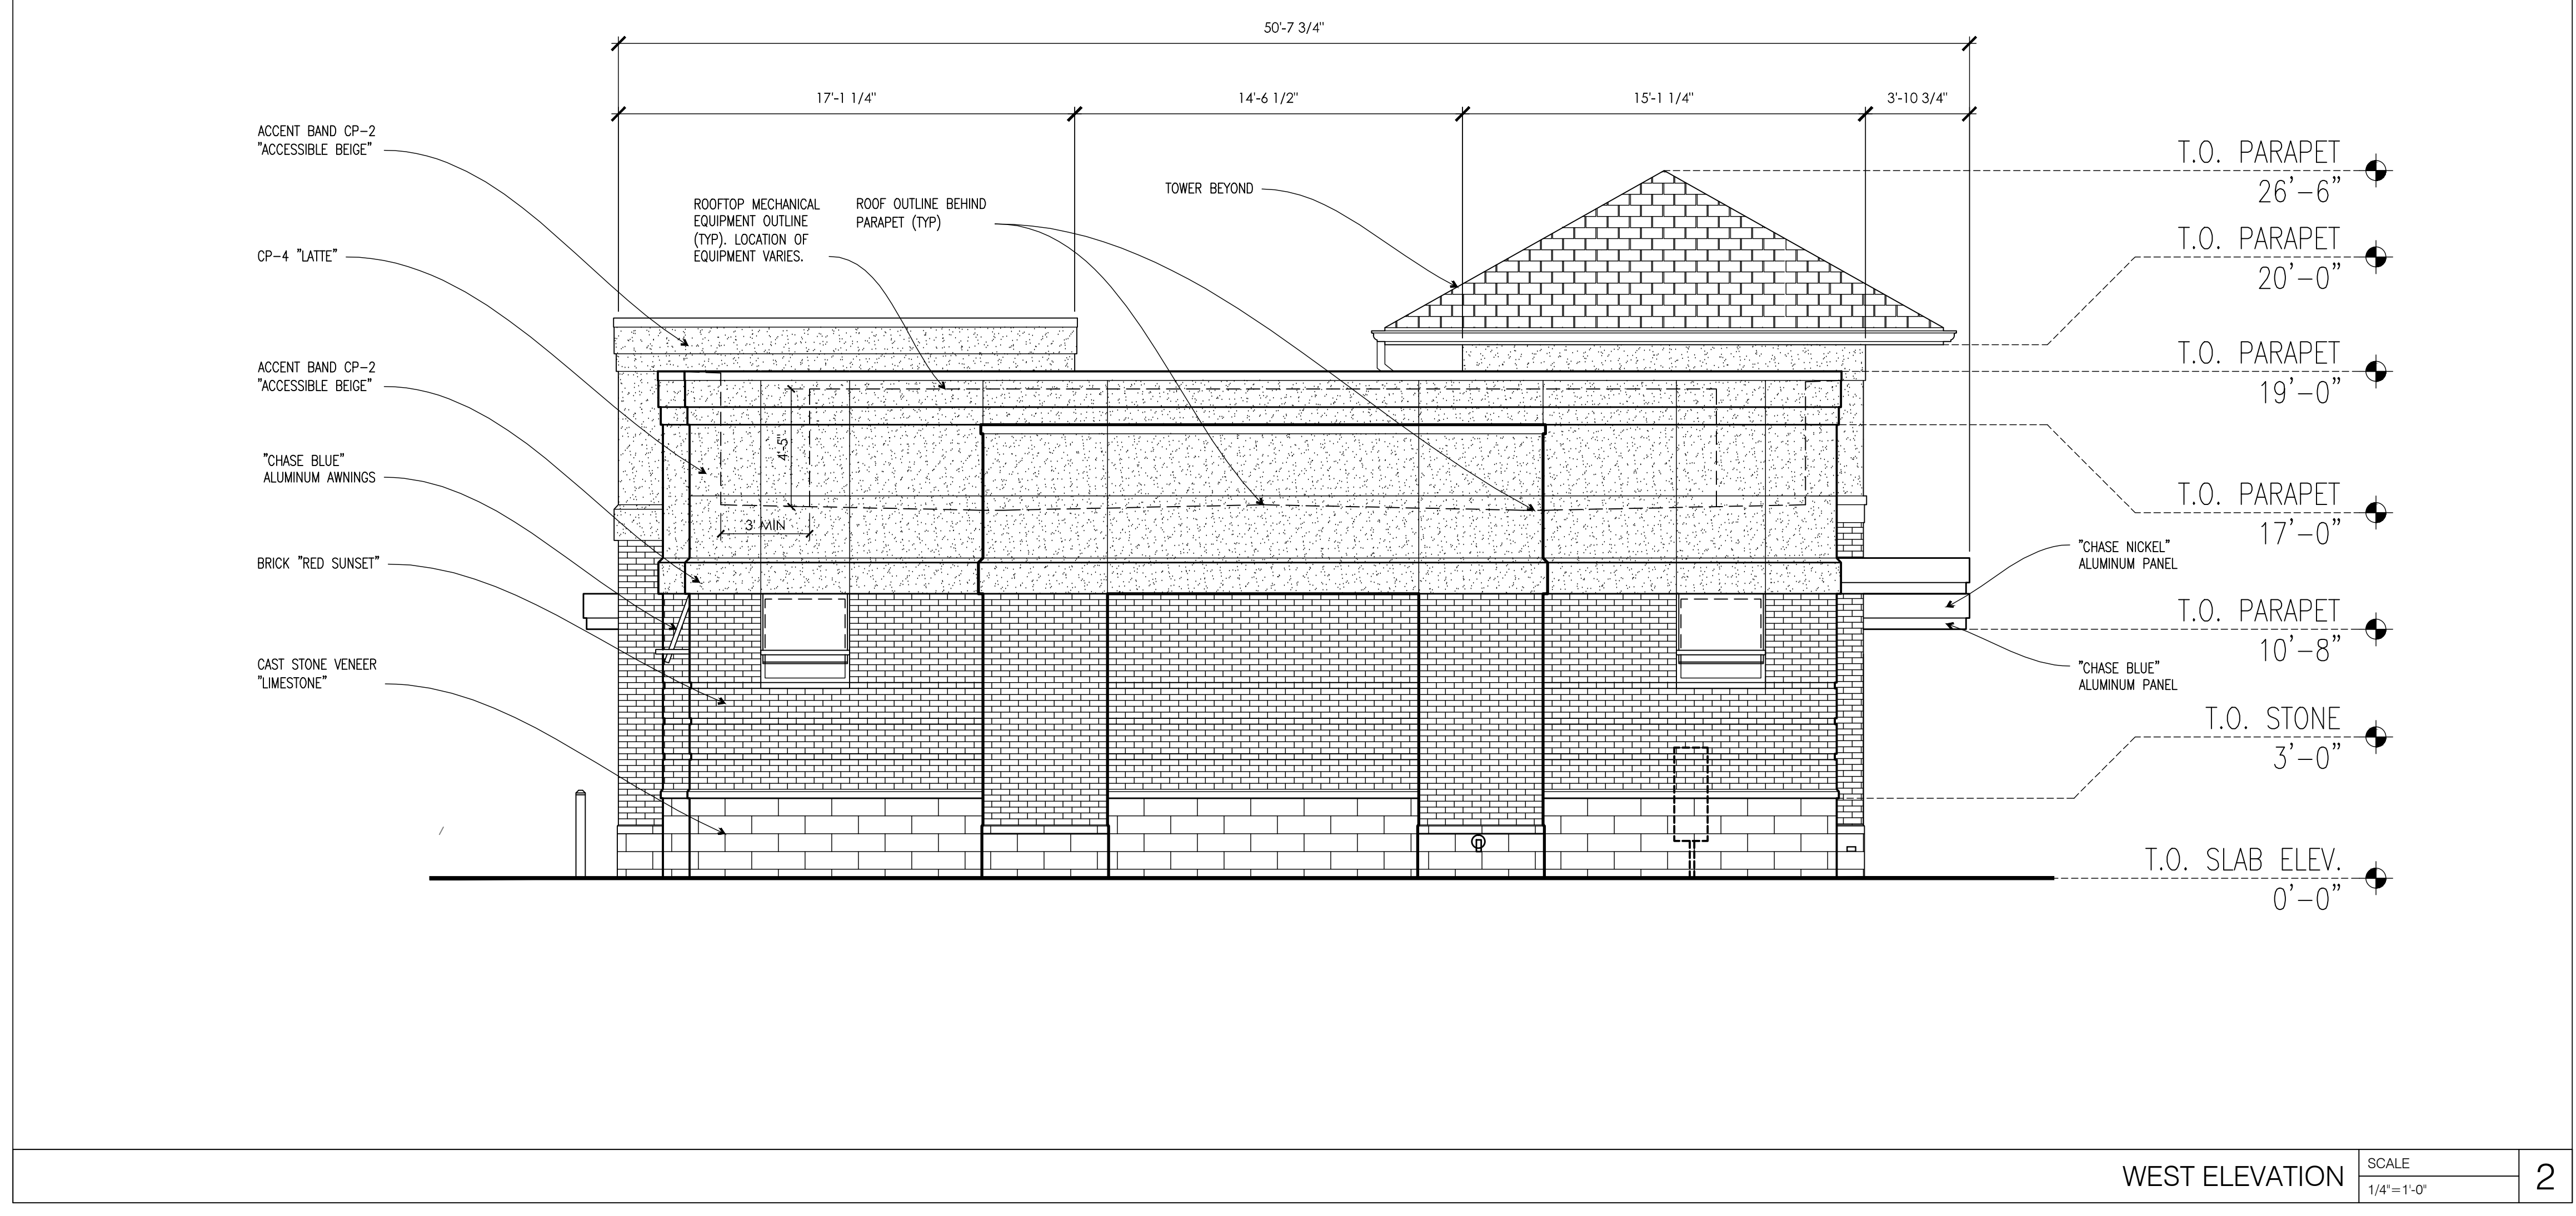 50'-7 3/4"
17'-1 1/4"
14'-6 1/2"
15'-1 1/4"
3'-10 3/4"
ACCENT BAND CP-2
"ACCESSIBLE BEIGE"
CP-4 "LATTE"
ACCENT BAND CP-2
"ACCESSIBLE BEIGE"
"CHASE BLUE"
ALUMINUM AWNINGS
BRICK "RED SUNSET"
CAST STONE VENEER
"LIMESTONE"
ROOFTOP MECHANICAL
EQUIPMENT OUTLINE
(TYP). LOCATION OF
EQUIPMENT VARIES.
ROOF OUTLINE BEHIND
PARAPET (TYP)
TOWER BEYOND
4'-5"
3' MIN
T.O. PARAPET
26'-6"
T.O. PARAPET
20'-0"
T.O. PARAPET
19'-0"
T.O. PARAPET
17'-0"
"CHASE NICKEL"
ALUMINUM PANEL
T.O. PARAPET
10'-8"
"CHASE BLUE"
ALUMINUM PANEL
T.O. STONE
3'-0"
T.O. SLAB ELEV.
0'-0"
WEST ELEVATION
SCALE
1/4"=1'-0"
2